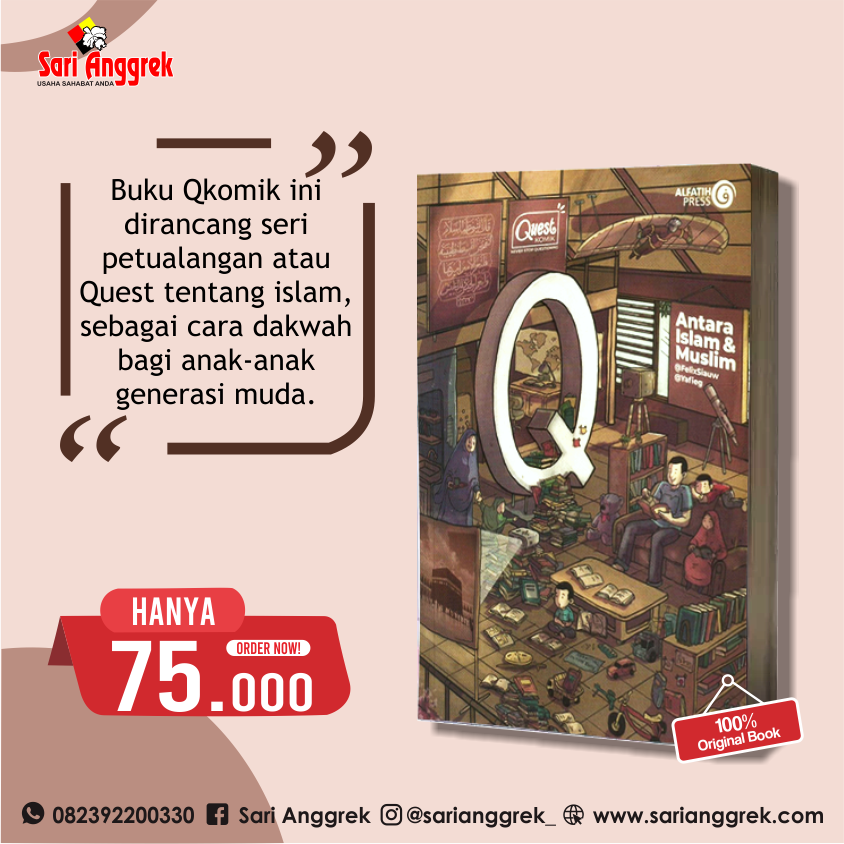 Sari Anggrek
USAHA SAHABAT ANDA
Buku Qkomik ini
dirancang seri
petualangan atau
Quest tentang islam,
sebagai cara dakwah
bagi anak-anak
generasi muda.
ALFATIH
PRESS
Quest
KOMIK
Q
Antara
Islam &
Muslim
@FelixSiauw
@Yafieg
HANYA
75.000
ORDER NOW!
100%
Original Book
082392200330 Sari Anggrek @sarianggrek_ www.sarianggrek.com